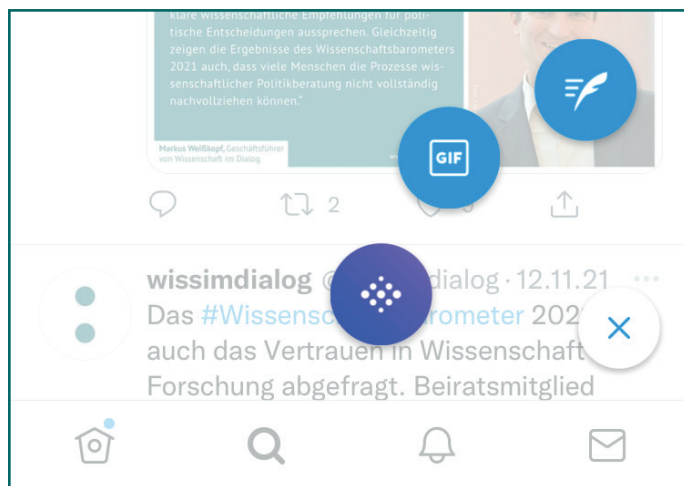 klare wissenschaftliche Empfehlungen für poli-
tische Entscheidungen aussprechen. Gleichzeitig
zeigen die Ergebnisse des Wissenschaftsbarometers
2021 auch, dass viele Menschen die Prozesse wis-
senschaftlicher Politikberatung nicht vollständig
nachvollziehen können."
Markus Weißkopf, Geschäftsführer
von Wissenschaft im Dialog
GIF
2
wissimdialog dialog · 12.11.21
Das #Wissensc barometer 202
auch das Vertrauen in Wissenschaft
Forschung abgefragt. Beiratsmitglied